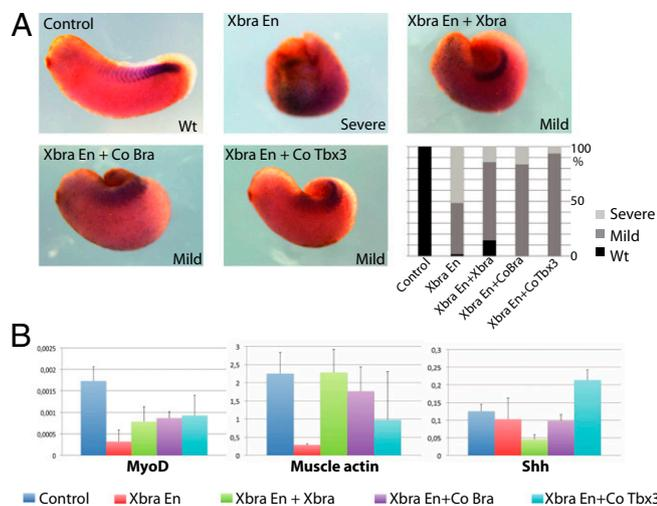 A
Control
Wt
Xbra En
Severe
Xbra En + Xbra
Mild
Xbra En + Co Bra
Mild
Xbra En + Co Tbx3
Mild
100
%
50
0
Control
Xbra En
Xbra En+Xbra
Xbra En+CoBra
Xbra En+CoTbx3
Severe
Mild
Wt
B
0,0025
0,002
0,0015
0,001
0,0005
0
MyoD
3
2,5
2
1,5
1
0,5
0
Muscle actin
0,3
0,25
0,2
0,15
0,1
0,05
0
Shh
Control
Xbra En
Xbra En + Xbra
Xbra En+Co Bra
Xbra En+Co Tbx3